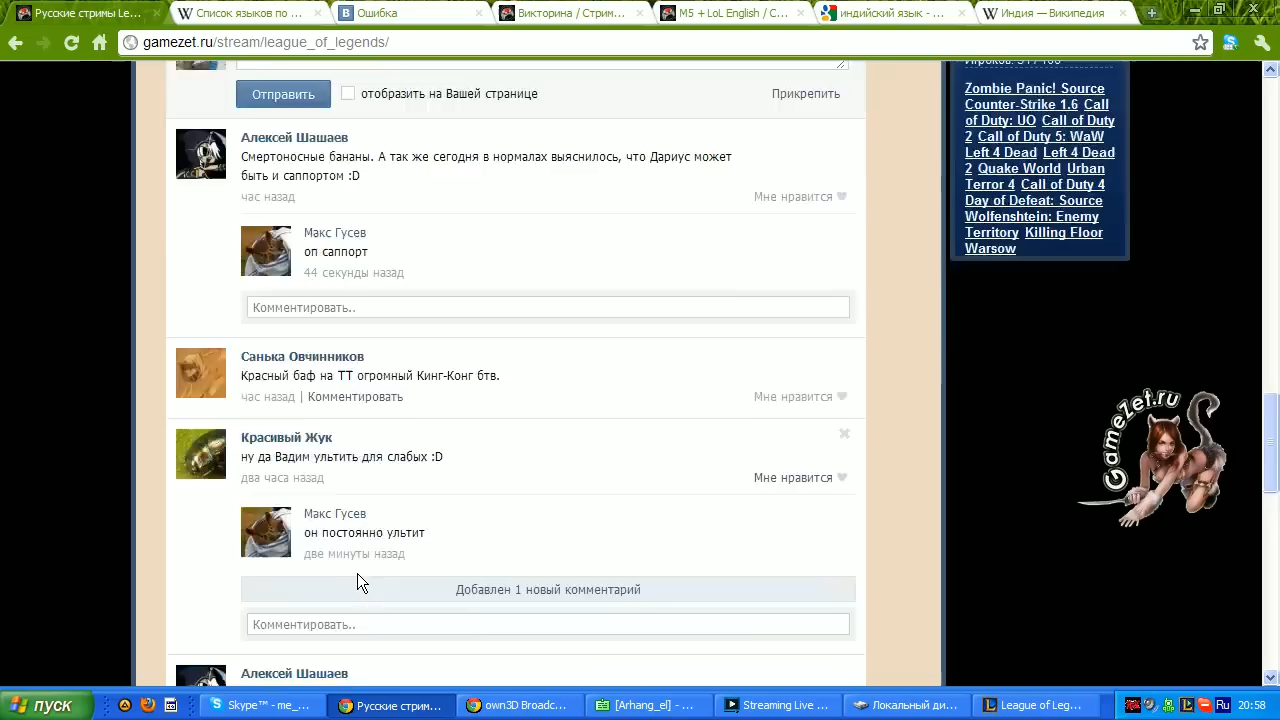 Русские стримы Le
Список языков по
Ошибка
Викторина / Стрим
M5 + LoL English / С
индийский язык - ...
Индия — Википедия
gamezet.ru/stream/league_of_legends/
Отправить
отобразить на Вашей странице
Прикрепить
Алексей Шашаев
Смертоносные бананы. А так же сегодня в нормалах выяснилось, что Дариус может
быть и саппортом :D
час назад
Мне нравится
Макс Гусев
оп саппорт
44 секунды назад
Комментировать..
Санька Овчинников
Красный баф на ТТ огромный Кинг-Конг бтв.
час назад | Комментировать
Мне нравится
Красивый Жук
ну да Вадим ультить для слабых :D
два часа назад
Мне нравится
Макс Гусев
он постоянно ультит
две минуты назад
Добавлен 1 новый комментарий
Комментировать..
Алексей Шашаев
Zombie Panic! Source
Counter-Strike 1.6 Call
of Duty: UO Call of Duty
2 Call of Duty 5: WaW
Left 4 Dead Left 4 Dead
2 Quake World Urban
Terror 4 Call of Duty 4
Day of Defeat: Source
Wolfenshtein: Enemy
Territory Killing Floor
Warsow
GameZet.ru
пуск
Skype™ - me_...
Русские стрим...
own3D Broadc...
[Arhang_el] - ...
Streaming Live ...
Локальный ди...
League of Leg...
Ru
20:58